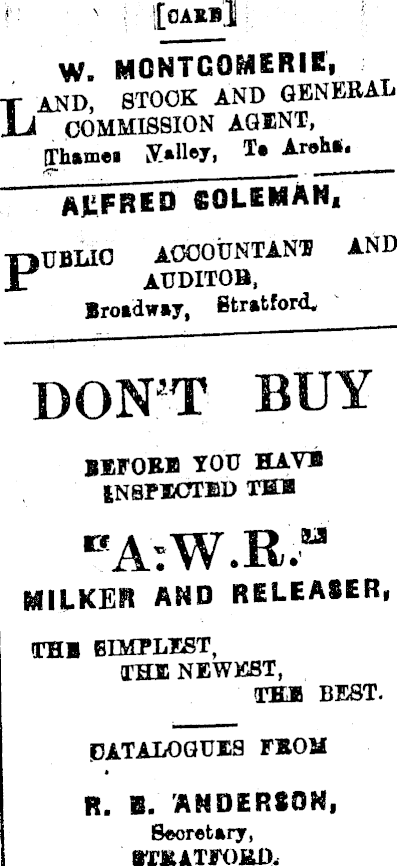 [CARD]
W. MONTGOMERIE,
LAND, STOCK AND GENERAL
COMMISSION AGENT,
Thames Valley, Te Aroha.
ALFRED COLEMAN,
PUBLIC ACCOUNTANT AND
AUDITOR,
Broadway, Stratford.
DON'T BUY
BEFORE YOU HAVE
INSPECTED THE
"A.W.R."
MILKER AND RELEASER,
THE SIMPLEST,
THE NEWEST,
THE BEST.
CATALOGUES FROM
R. B. ANDERSON,
Secretary,
STRATFORD.